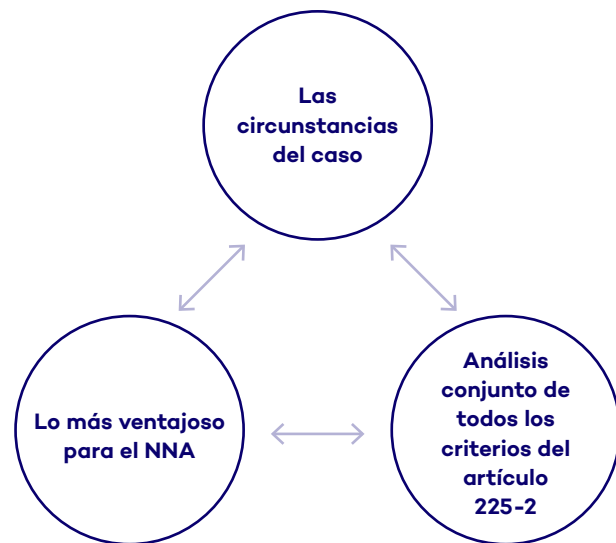 Las
circunstancias
del caso
Lo más ventajoso
para el NNA
Análisis
conjunto de
todos los
criterios del
artículo
225-2